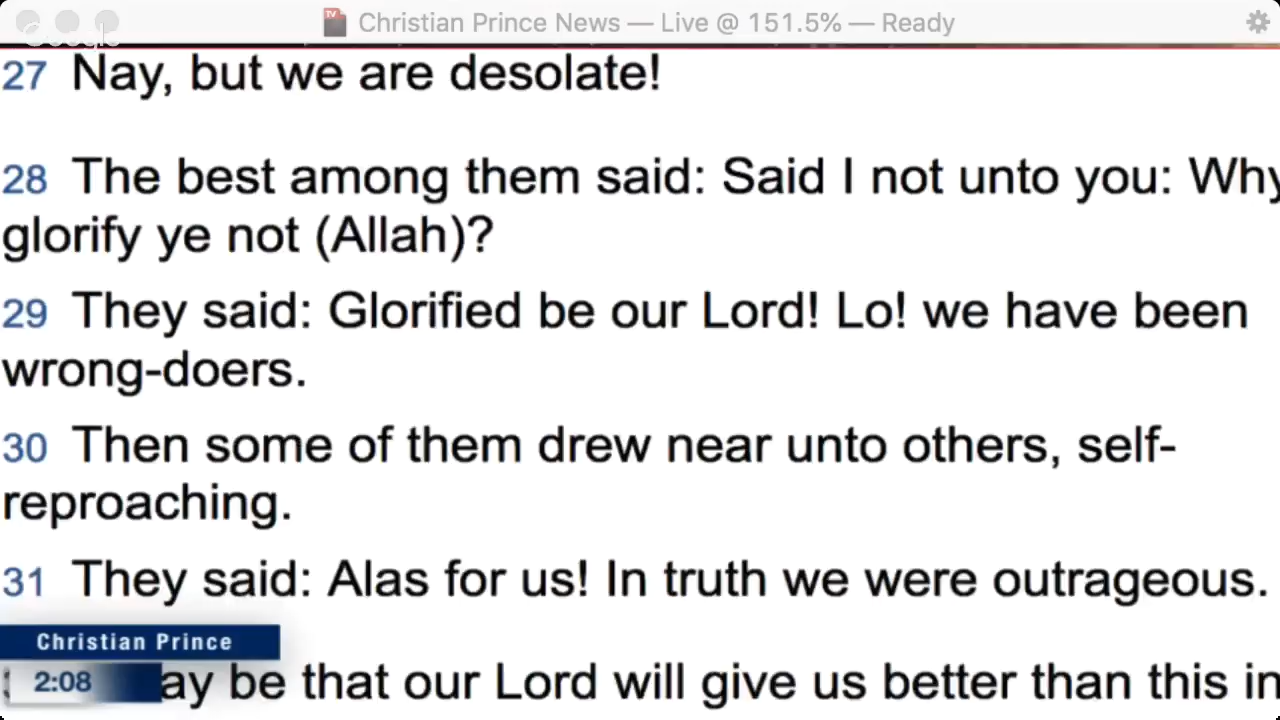 Christian Prince News — Live @ 151.5% — Ready
Google
27 Nay, but we are desolate!
28 The best among them said: Said I not unto you: Why
glorify ye not (Allah)?
29 They said: Glorified be our Lord! Lo! we have been
wrong-doers.
30 Then some of them drew near unto others, self-
reproaching.
31 They said: Alas for us! In truth we were outrageous.
Christian Prince
2:08
ay be that our Lord will give us better than this in